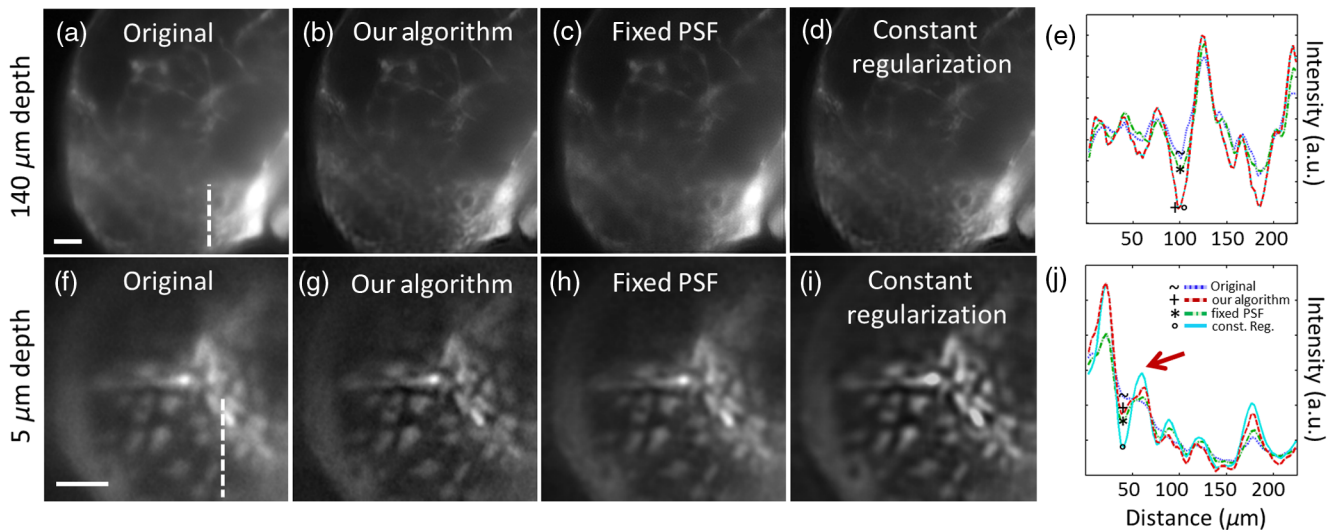 140 μm depth
(a) Original
(b) Our algorithm
(c) Fixed PSF
(d) Constant
regularization
(e)
Intensity (a.u.)
50 100 150 200
5 μm depth
(f) Original
(g) Our algorithm
(h) Fixed PSF
(i) Constant
regularization
(j)
~ Original
+ our algorithm
* fixed PSF
o const. Reg.
~
*
+ o
~
+
*
o
Intensity (a.u.)
50 100 150 200
Distance (μm)